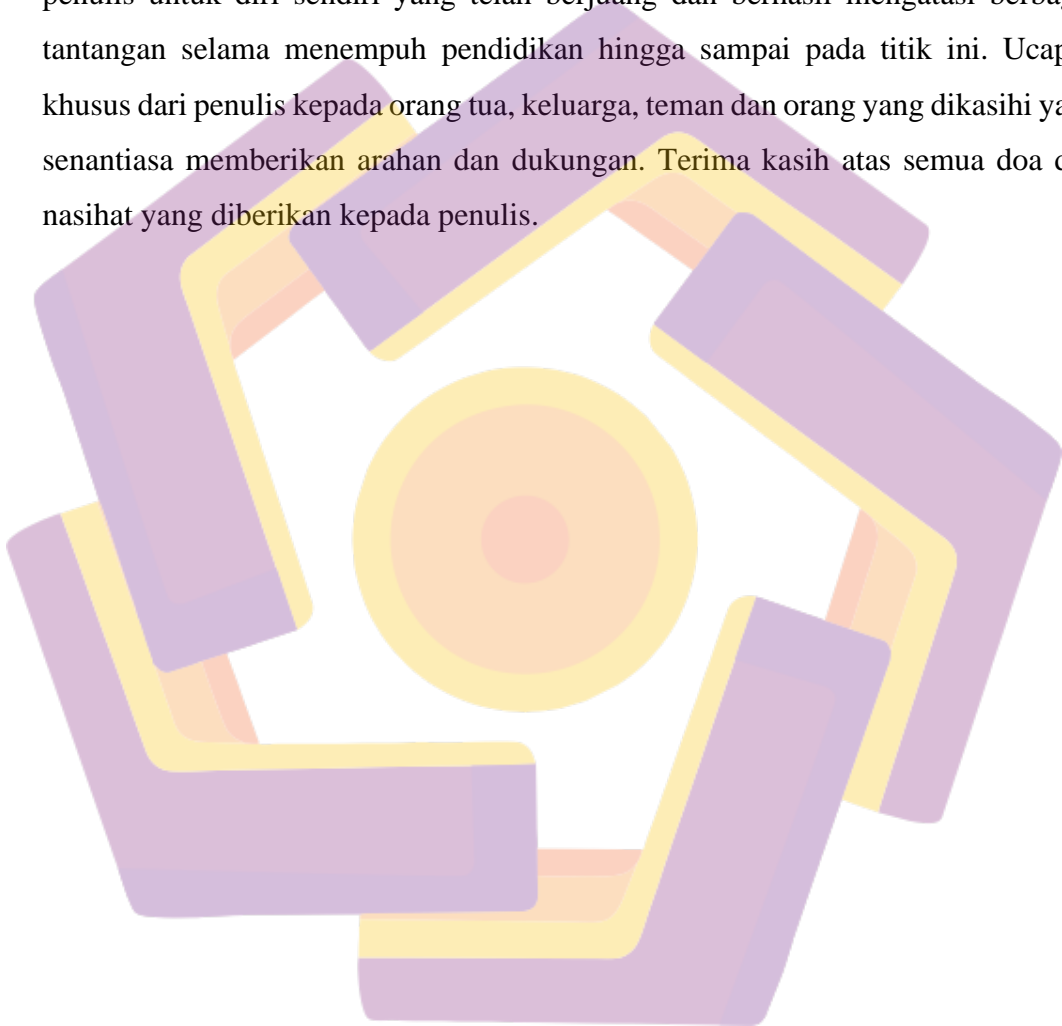 penulis untuk diri sendiri yang telah berjuang dan berhasil mengatasi
tantangan selama menempuh pendidikan hingga sampai pada titik ini.
khusus dari penulis kepada orang tua, keluarga, teman dan orang yang dikasihi
senantiasa memberikan arahan dan dukungan. Terima kasih atas semua doa
nasihat yang diberikan kepada penulis.